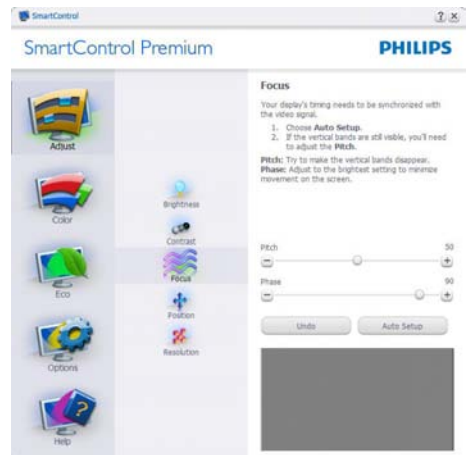 SmartControl
? x
SmartControl Premium
PHILIPS
Adjust
Color
Eco
Options
Help
Brightness
Contrast
Focus
Position
Resolution
Focus
Your display's timing needs to be synchronized with
the video signal.
1. Choose Auto Setup.
2. If the vertical bands are still visible, you'll need
to adjust the Pitch.
Pitch: Try to make the vertical bands disappear.
Phase: Adjust to the brightest setting to minimize
movement on the screen.
Pitch 50
Phase 90
Undo Auto Setup